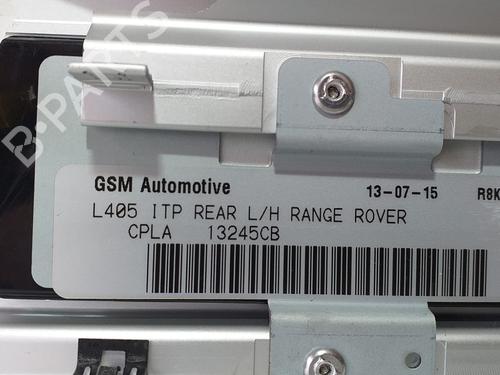 B-PARTS
GSM Automotive 13-07-15 R8K
L405 ITP REAR L/H RANGE ROVER
CPLA 13245CB